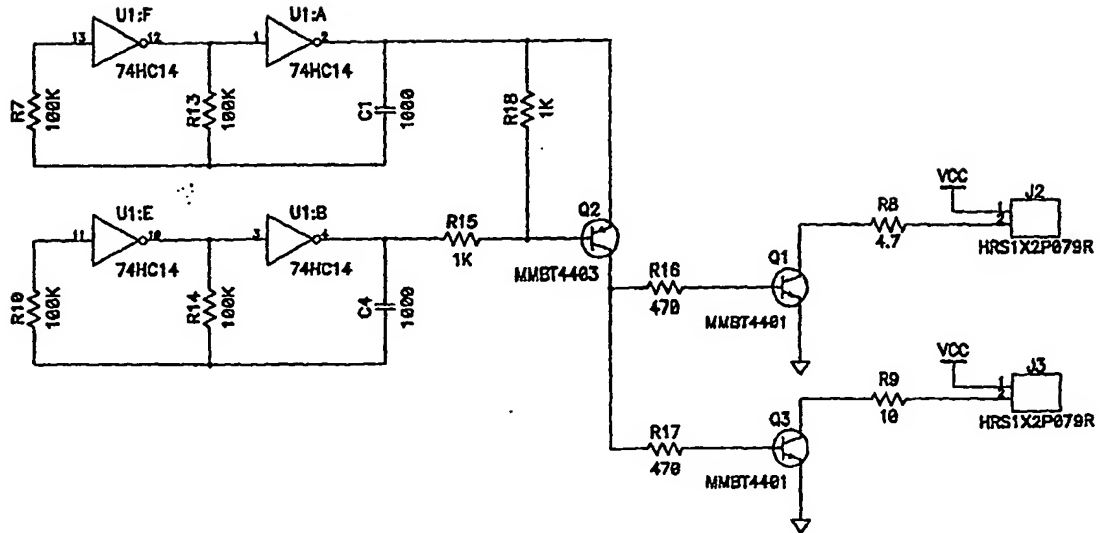 U1:F
13
12
74HC14
U1:A
1
2
74HC14
R7
100K
R13
100K
C1
1000
R18
1K
U1:E
11
10
74HC14
U1:B
3
4
74HC14
R10
100K
R14
100K
C4
1000
R15
1K
Q2
MMBT4403
R16
470
Q1
MMBT4401
R8
4.7
VCC
J2
1
2
HRS1X2P079R
R17
470
Q3
MMBT4401
R9
10
VCC
J3
1
2
HRS1X2P079R